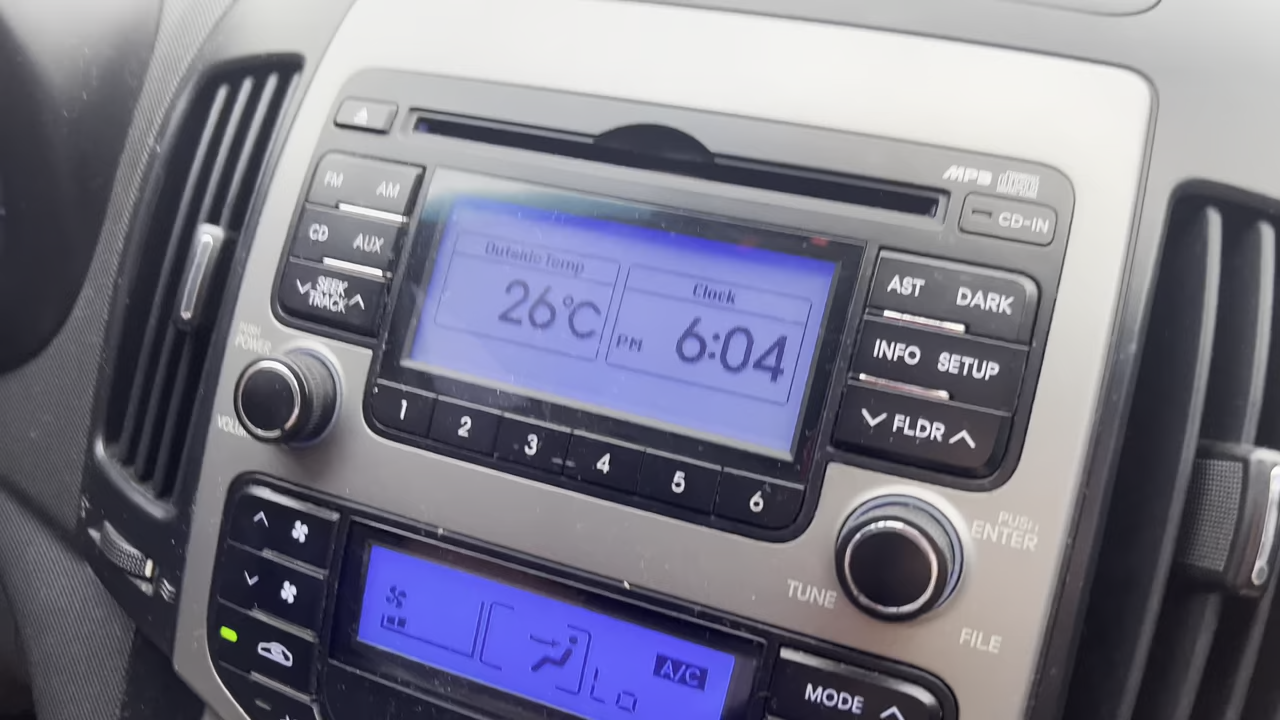 MP3
CD-IN
FM AM
CD AUX
SEEK
TRACK
Outside Temp
26°C
Clock
PM 6:04
AST DARK
INFO SETUP
FLDR
PUSH
POWER
VOLU
1 2 3 4 5 6
PUSH
ENTER
TUNE
FILE
A/C
Lo
MODE